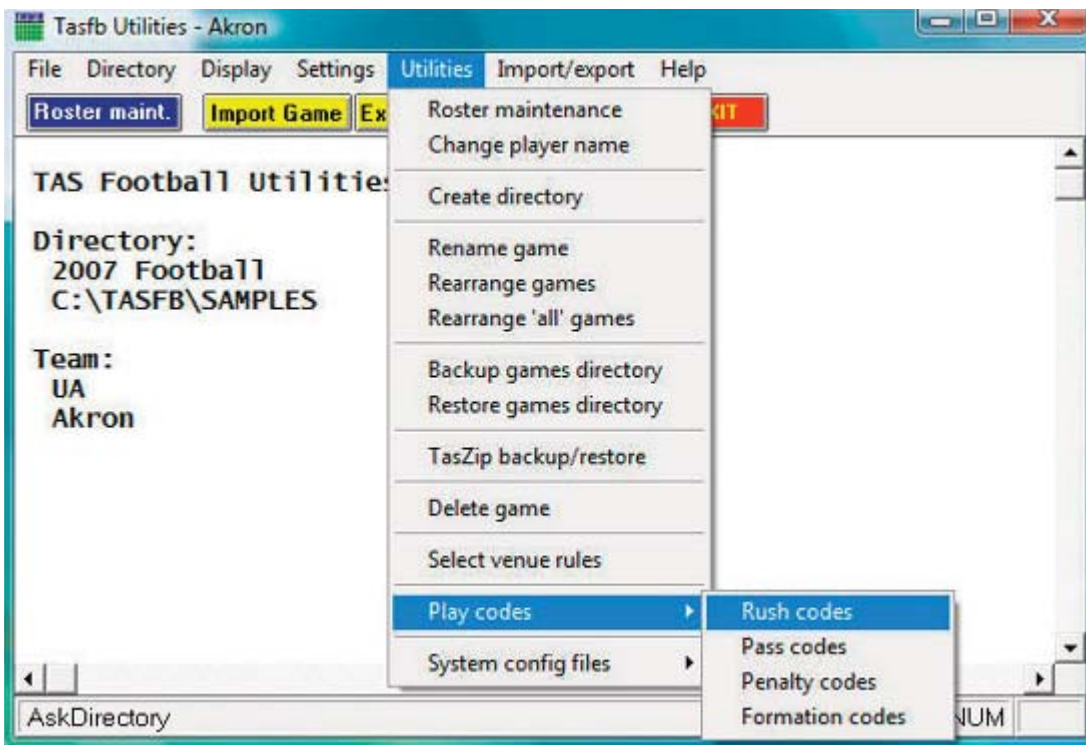 Tasfb Utilities - Akron
File Directory Display Settings Utilities Import/export Help
Roster maint. Import Game Ex XIT
TAS Football Utilities
Directory:
2007 Football
C:\TASFB\SAMPLES
Team:
UA
Akron
Roster maintenance
Change player name
Create directory
Rename game
Rearrange games
Rearrange 'all' games
Backup games directory
Restore games directory
TasZip backup/restore
Delete game
Select venue rules
Play codes
System config files
Rush codes
Pass codes
Penalty codes
Formation codes
AskDirectory NUM